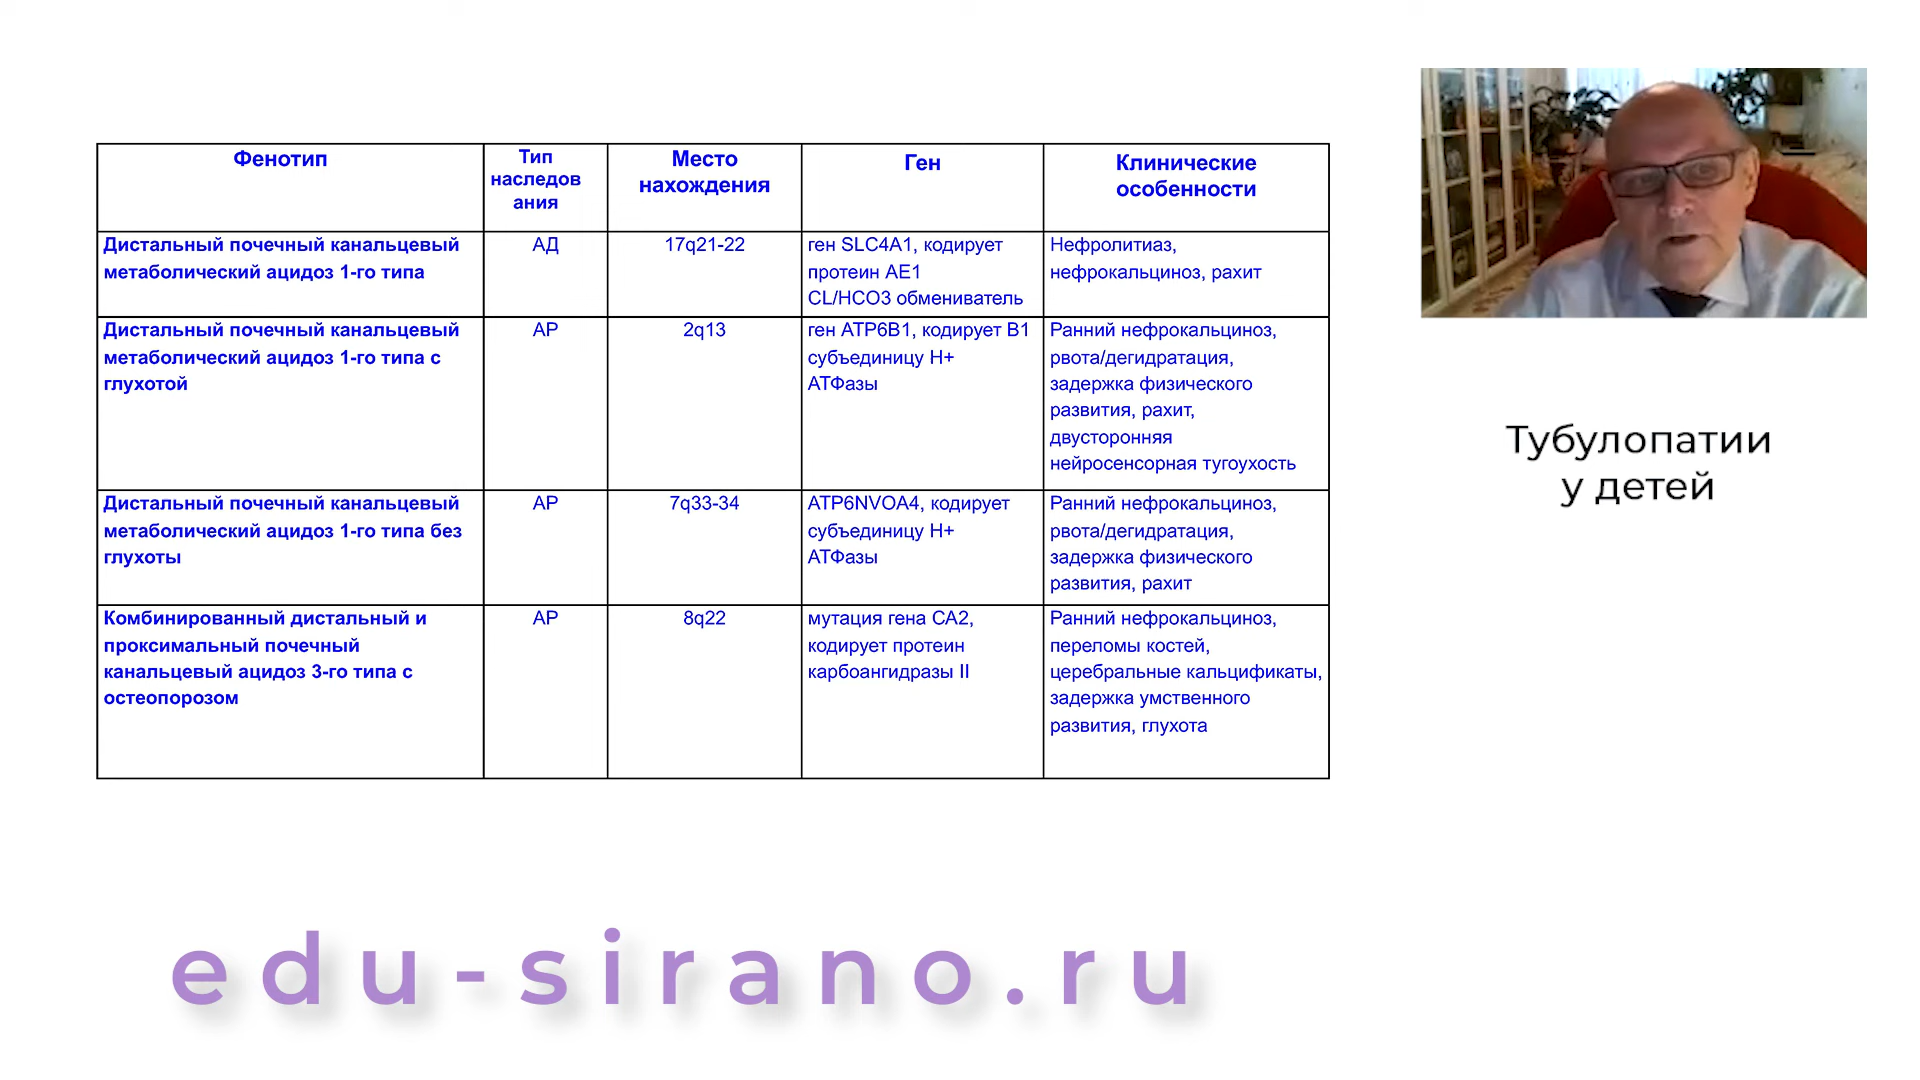 Фенотип
Тип
наследов
ания
Место
нахождения
Ген
Клинические
особенности
Дистальный почечный канальцевый
метаболический ацидоз 1-го типа
АД
17q21-22
ген SLC4A1, кодирует
протеин AE1
CL/HCO3 обмениватель
Нефролитиаз,
нефрокальциноз, рахит
Дистальный почечный канальцевый
метаболический ацидоз 1-го типа с
глухотой
АР
2q13
ген ATP6B1, кодирует B1
субъединицу H+
АТФазы
Ранний нефрокальциноз,
рвота/дегидратация,
задержка физического
развития, рахит,
двусторонняя
нейросенсорная тугоухость
Дистальный почечный канальцевый
метаболический ацидоз 1-го типа без
глухоты
АР
7q33-34
ATP6NVOA4, кодирует
субъединицу H+
АТФазы
Ранний нефрокальциноз,
рвота/дегидратация,
задержка физического
развития, рахит
Комбинированный дистальный и
проксимальный почечный
канальцевый ацидоз 3-го типа с
остеопорозом
АР
8q22
мутация гена CA2,
кодирует протеин
карбоангидразы II
Ранний нефрокальциноз,
переломы костей,
церебральные кальцификаты,
задержка умственного
развития, глухота
Тубулопатии
у детей
edu-sirano.ru